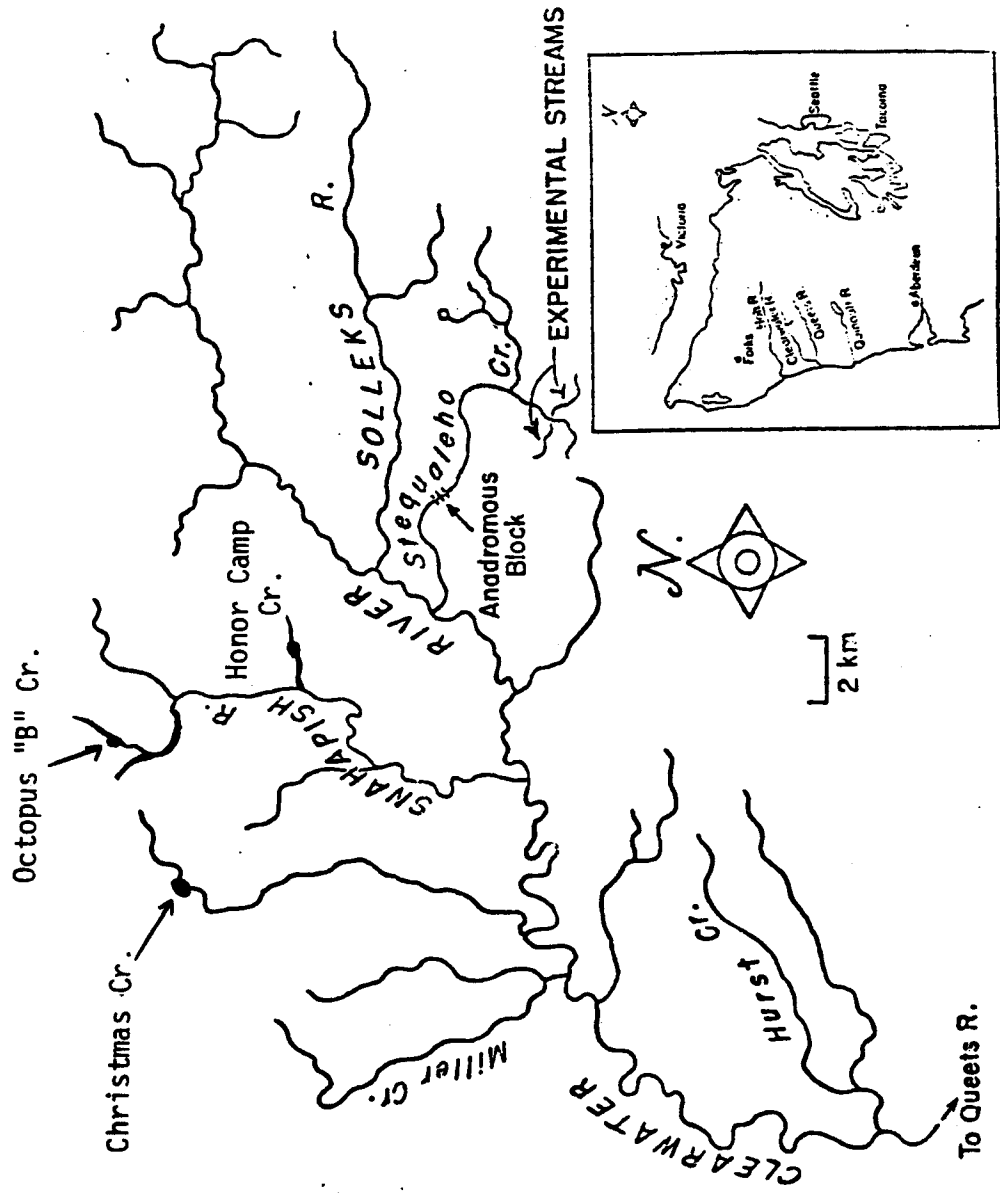 Octopus "B" Cr.
Christmas Cr.
Honor Camp
Cr.
SNAHAPISH
R.
SOLLEKS
R.
Stequaleho
Cr.
Anadromous
Block
EXPERIMENTAL STREAMS
RIVER
CLEARWATER
Miller
Cr.
Hurst
Cr.
To Queets R.
2 km
N.
N
Victoria
Seattle
Tacoma
Forks
Hoh R
Queets R.
Quinault R
Aberdeen